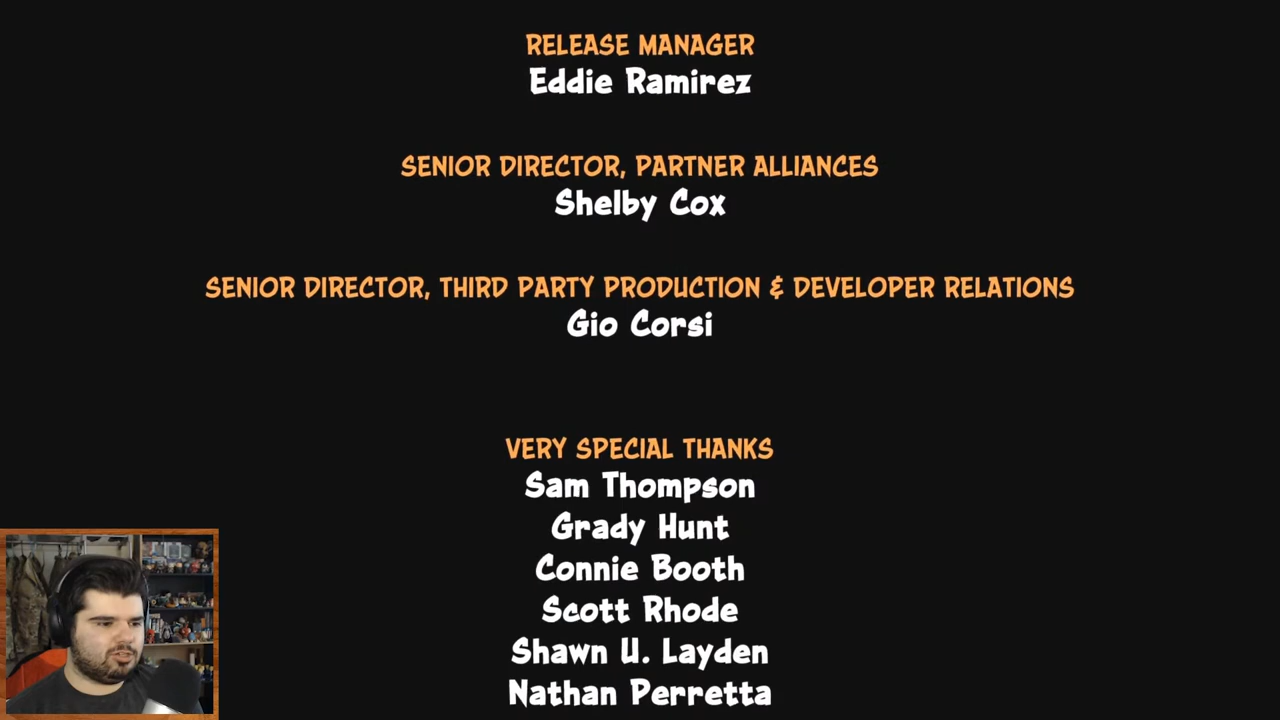 RELEASE MANAGER
Eddie Ramirez
SENIOR DIRECTOR, PARTNER ALLIANCES
Shelby Cox
SENIOR DIRECTOR, THIRD PARTY PRODUCTION & DEVELOPER RELATIONS
Gio Corsi
VERY SPECIAL THANKS
Sam Thompson
Grady Hunt
Connie Booth
Scott Rhode
Shawn U. Layden
Nathan Perretta